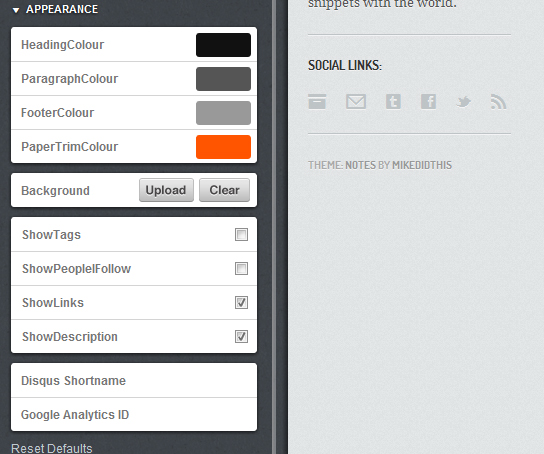 APPEARANCE
HeadingColour
ParagraphColour
FooterColour
PaperTrimColour
Background Upload Clear
ShowTags
ShowPeopleIFollow
ShowLinks
ShowDescription
Disqus Shortname
Google Analytics ID
Reset Defaults
snippets with the world.
SOCIAL LINKS:
THEME: NOTES BY MIKEDIDTHIS